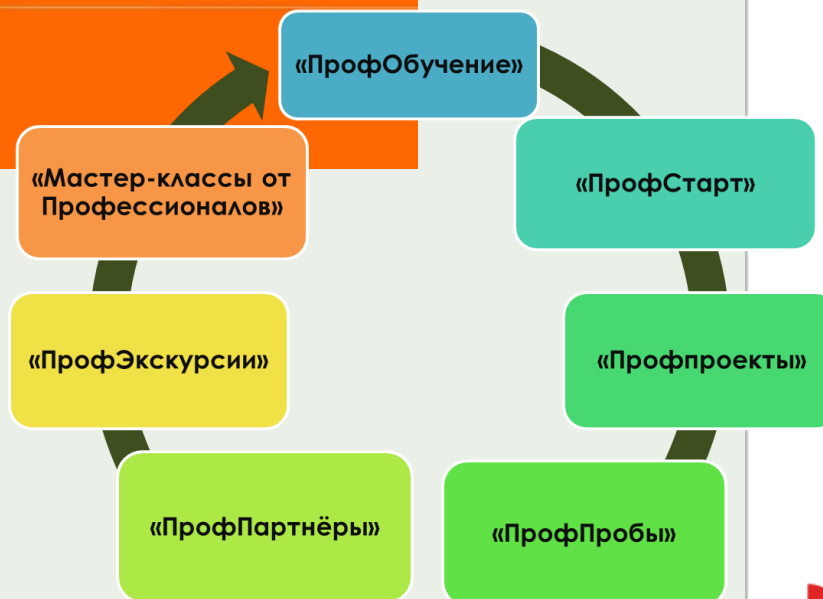 «ПрофОбучение»
«ПрофСтарт»
«Профпроекты»
«ПрофПробы»
«ПрофПартнёры»
«ПрофЭкскурсии»
«Мастер-классы от
Профессионалов»